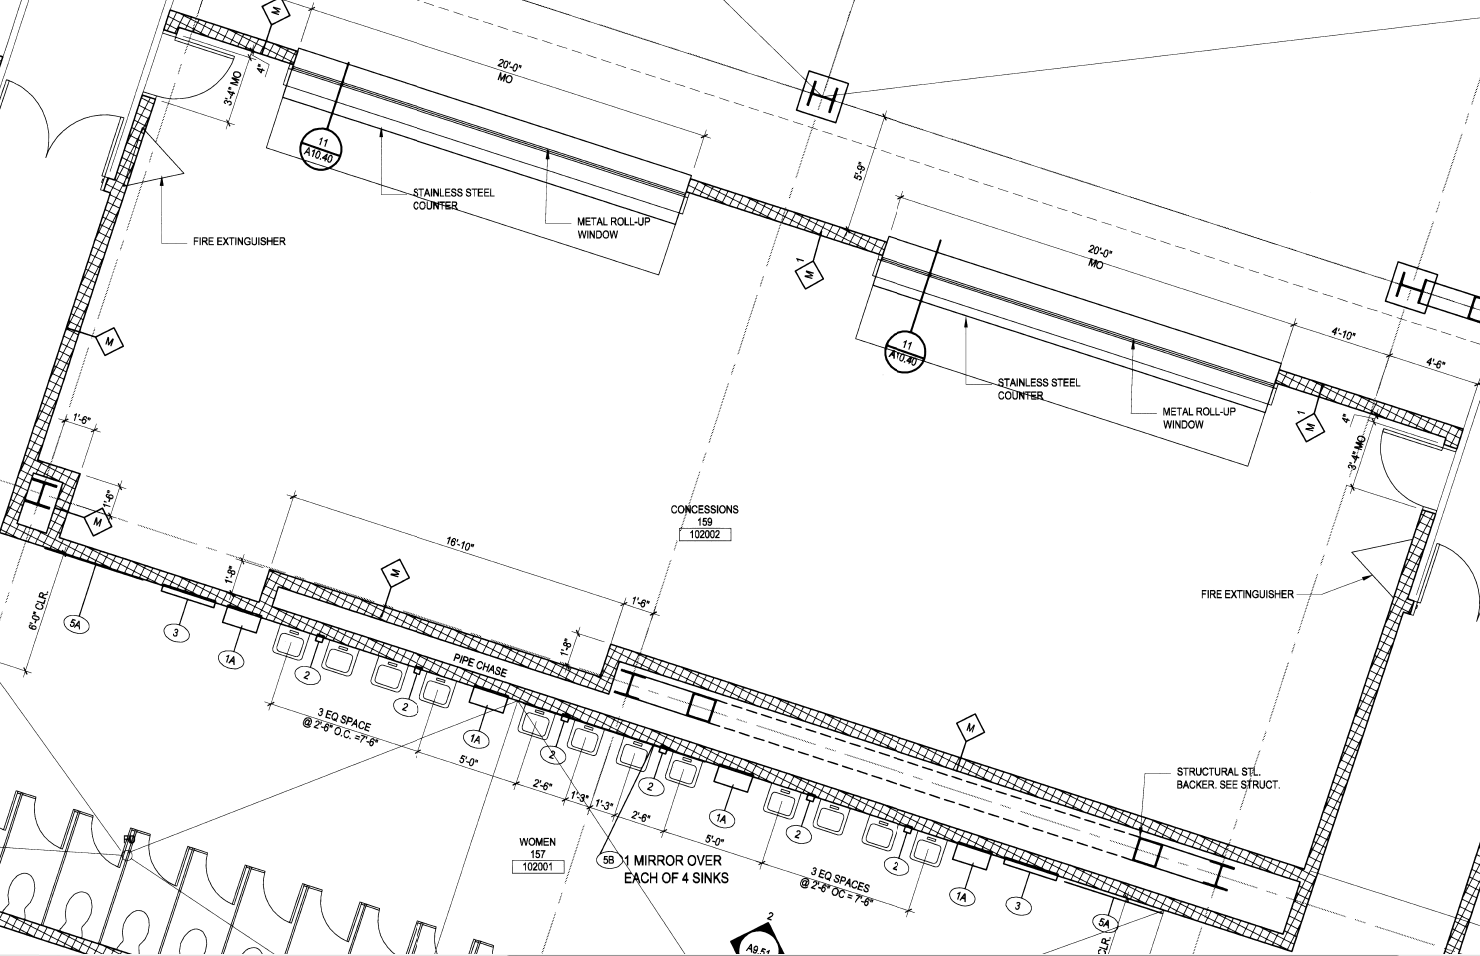 M
20'-0"
MO
4"
3'-4" MO
11
A10.40
STAINLESS STEEL
COUNTER
METAL ROLL-UP
WINDOW
FIRE EXTINGUISHER
5'-9"
1
M
20'-0"
MO
11
A10.40
STAINLESS STEEL
COUNTER
METAL ROLL-UP
WINDOW
4'-10"
4'-6"
1
M
4"
3'-4" MO
M
1'-6"
1'-6"
M
CONCESSIONS
159
102002
16'-10"
M
1'-6"
1'-8"
1'-8"
FIRE EXTINGUISHER
6'-0" CLR.
5A
3
1A
2
PIPE CHASE
2
3 EQ SPACE
@ 2'-6" O.C. =7'-6"
1A
5'-0"
2
2'-6"
1'-3"
1'-3"
2
2'-6"
M
STRUCTURAL STL.
BACKER. SEE STRUCT.
1A
5'-0"
2
2
3 EQ SPACES
@ 2'-6" OC = 7'-6"
WOMEN
157
102001
5B
1 MIRROR OVER
EACH OF 4 SINKS
1A
3
5A
CLR.
2
A9.51